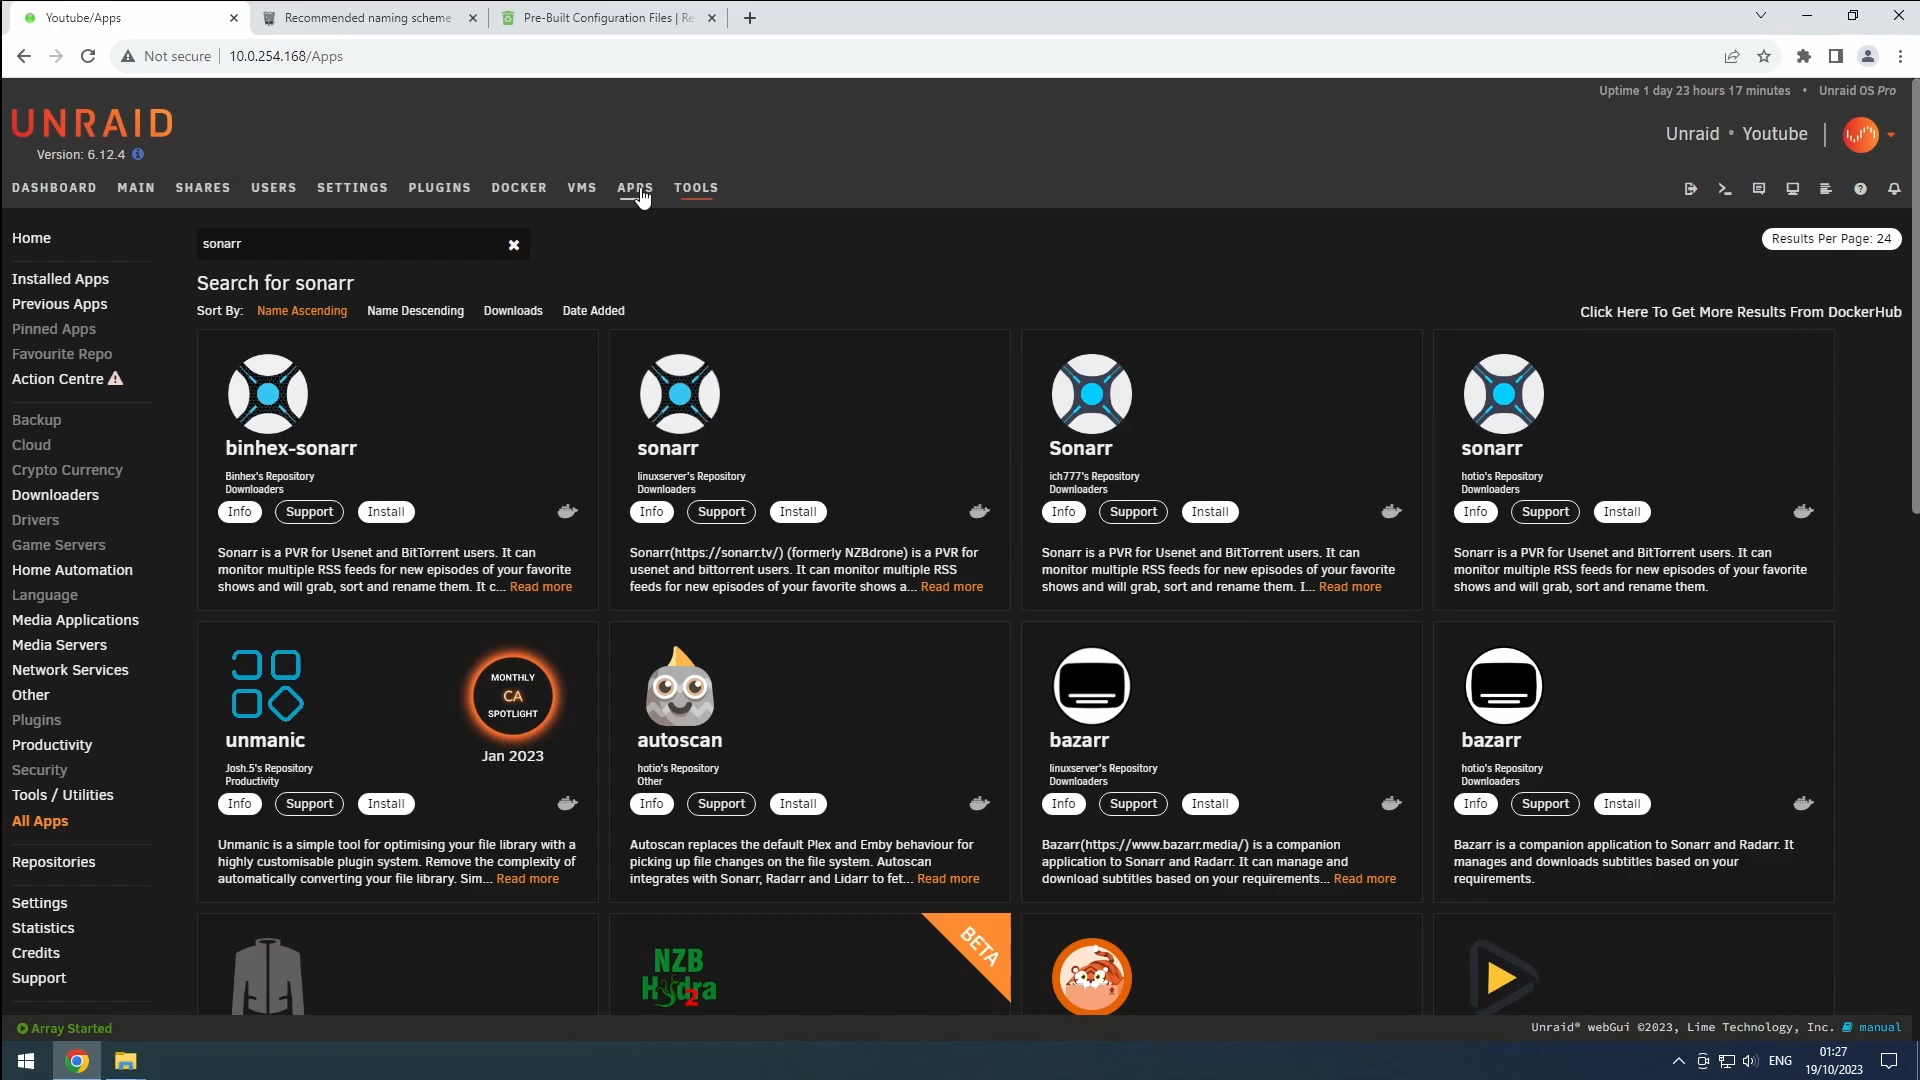 Youtube/Apps
Recommended naming scheme
Pre-Built Configuration Files | Re
Not secure
10.0.254.168/Apps
Uptime 1 day 23 hours 17 minutes • Unraid OS Pro
UNRAID
Version: 6.12.4
Unraid • Youtube
DASHBOARD MAIN SHARES USERS SETTINGS PLUGINS DOCKER VMS APPS TOOLS
Home
Installed Apps
Previous Apps
Pinned Apps
Favourite Repo
Action Centre
Backup
Cloud
Crypto Currency
Downloaders
Drivers
Game Servers
Home Automation
Language
Media Applications
Media Servers
Network Services
Other
Plugins
Productivity
Security
Tools / Utilities
All Apps
Repositories
Settings
Statistics
Credits
Support
sonarr
Results Per Page: 24
Search for sonarr
Sort By: Name Ascending Name Descending Downloads Date Added
Click Here To Get More Results From DockerHub
binhex-sonarr
Binhex's Repository
Downloaders
Info Support Install
Sonarr is a PVR for Usenet and BitTorrent users. It can
monitor multiple RSS feeds for new episodes of your favorite
shows and will grab, sort and rename them. It c... Read more
sonarr
linuxserver's Repository
Downloaders
Info Support Install
Sonarr(https://sonarr.tv/) (formerly NZBdrone) is a PVR for
usenet and bittorrent users. It can monitor multiple RSS
feeds for new episodes of your favorite shows a... Read more
Sonarr
ich777's Repository
Downloaders
Info Support Install
Sonarr is a PVR for Usenet and BitTorrent users. It can
monitor multiple RSS feeds for new episodes of your favorite
shows and will grab, sort and rename them. I... Read more
sonarr
hotio's Repository
Downloaders
Info Support Install
Sonarr is a PVR for Usenet and BitTorrent users. It can
monitor multiple RSS feeds for new episodes of your favorite
shows and will grab, sort and rename them.
MONTHLY
CA
SPOTLIGHT
Jan 2023
unmanic
Josh.5's Repository
Productivity
Info Support Install
Unmanic is a simple tool for optimising your file library with a
highly customisable plugin system. Remove the complexity of
automatically converting your file library. Sim... Read more
autoscan
hotio's Repository
Other
Info Support Install
Autoscan replaces the default Plex and Emby behaviour for
picking up file changes on the file system. Autoscan
integrates with Sonarr, Radarr and Lidarr to fet... Read more
bazarr
linuxserver's Repository
Downloaders
Info Support Install
Bazarr(https://www.bazarr.media/) is a companion
application to Sonarr and Radarr. It can manage and
download subtitles based on your requirements... Read more
bazarr
hotio's Repository
Downloaders
Info Support Install
Bazarr is a companion application to Sonarr and Radarr. It
manages and downloads subtitles based on your
requirements.
NZB
Hydra
2
BETA
Array Started
Unraid® webGui ©2023, Lime Technology, Inc. manual
ENG
01:27
19/10/2023